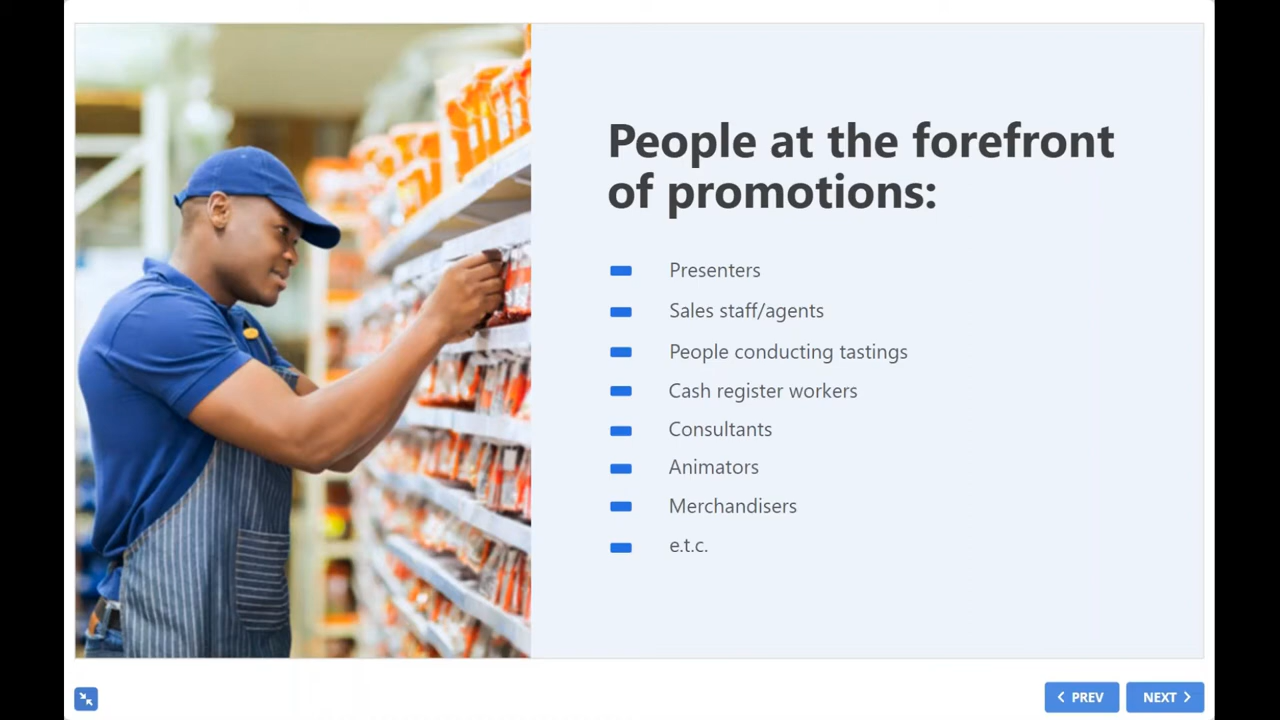 People at the forefront
of promotions:
Presenters
Sales staff/agents
People conducting tastings
Cash register workers
Consultants
Animators
Merchandisers
e.t.c.
PREV
NEXT